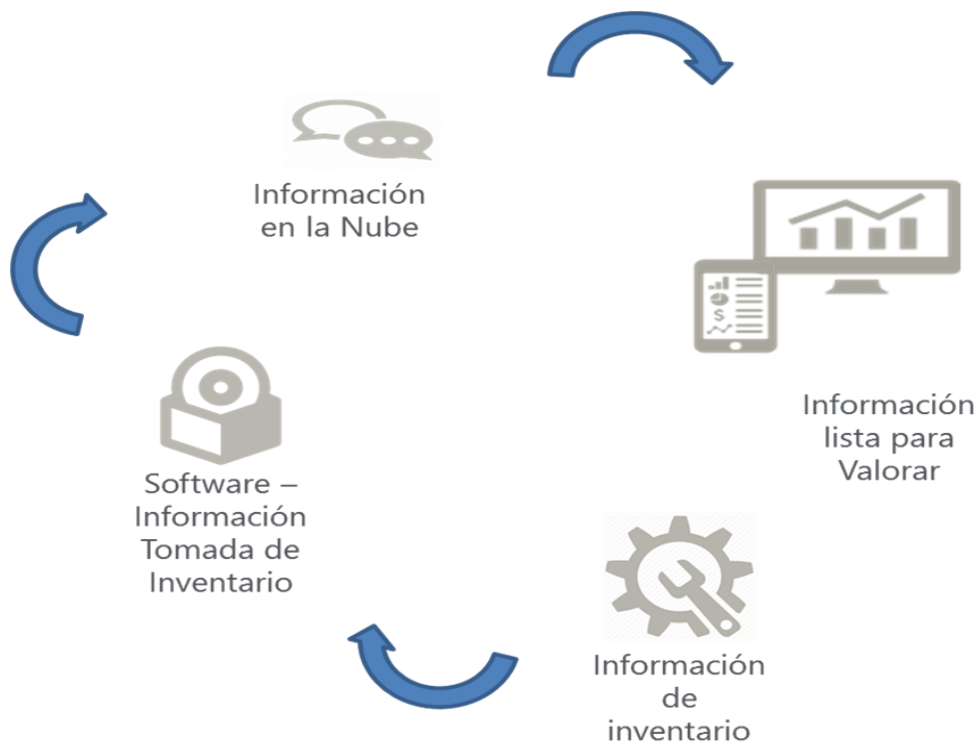 Información
en la Nube
$
Información
lista para
Valorar
Software –
Información
Tomada de
Inventario
Información
de
inventario